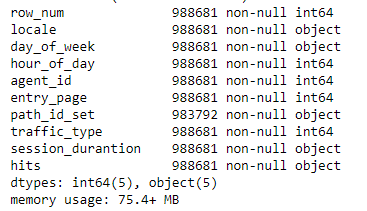 row_num 988681 non-null int64
locale 988681 non-null object
day_of_week 988681 non-null object
hour_of_day 988681 non-null int64
agent_id 988681 non-null int64
entry_page 988681 non-null int64
path_id_set 983792 non-null object
traffic_type 988681 non-null int64
session_durantion 988681 non-null object
hits 988681 non-null object
dtypes: int64(5), object(5)
memory usage: 75.4+ MB